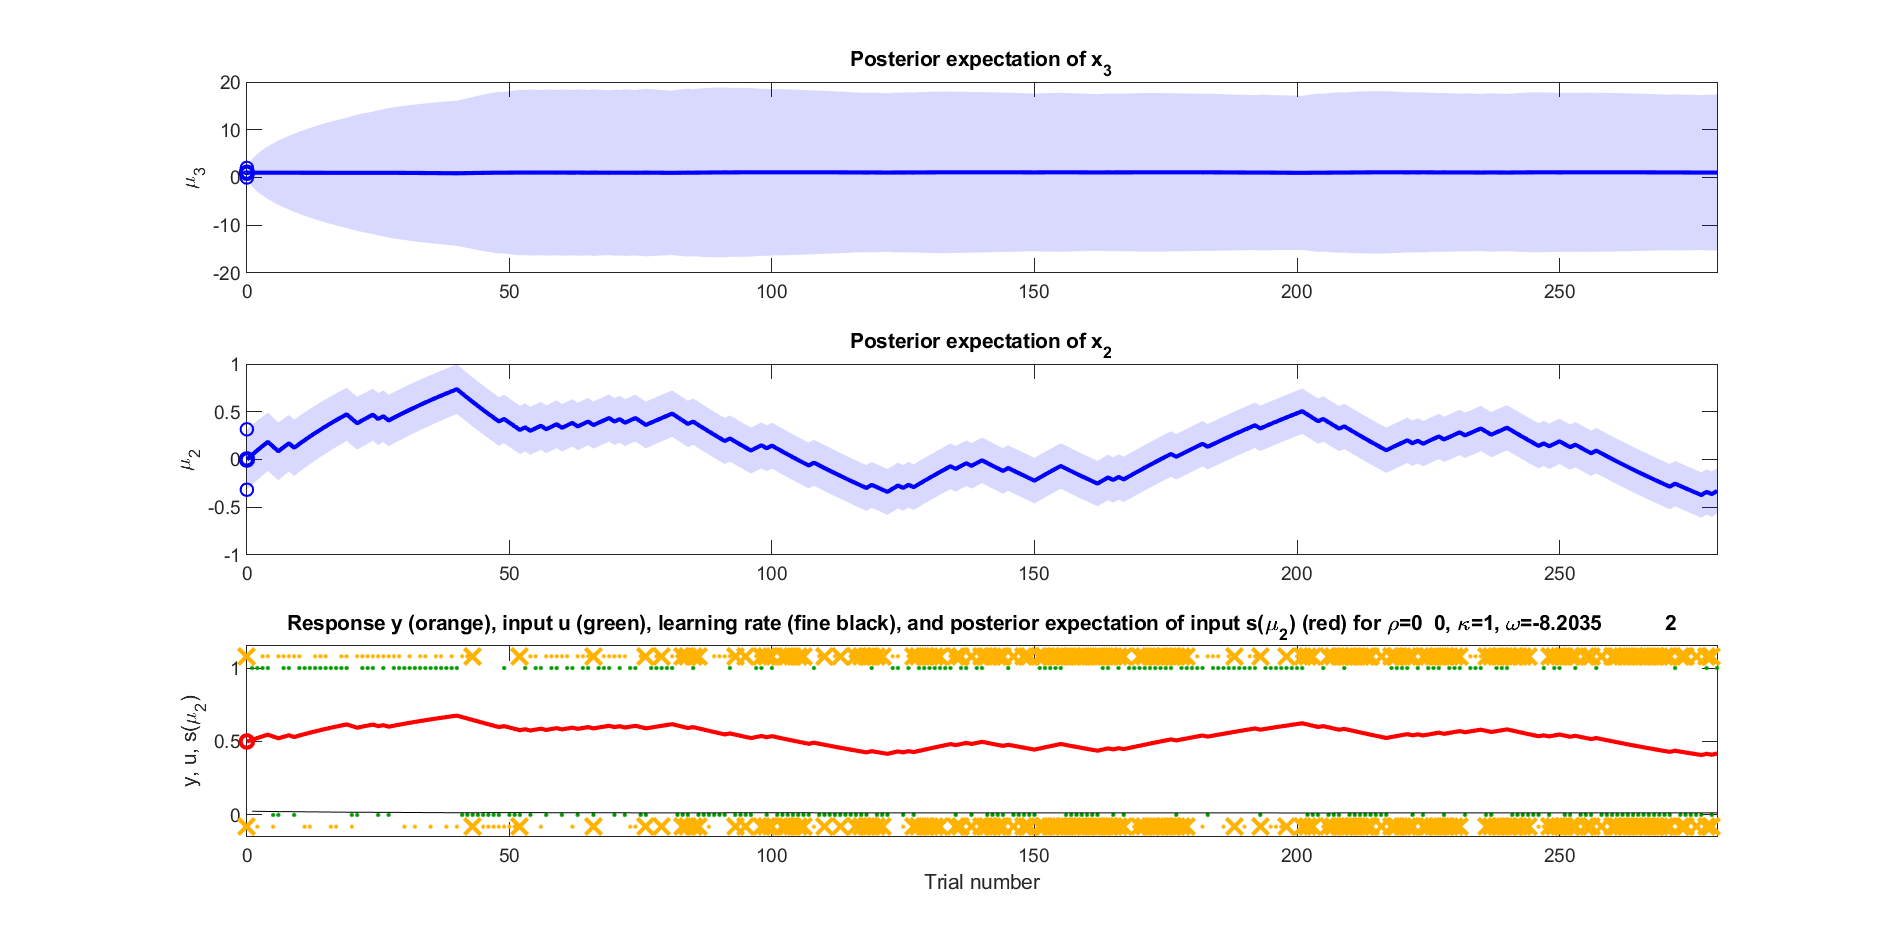 Posterior expectation of x3
20
10
0
-10
-20
μ3
0 50 100 150 200 250
Posterior expectation of x2
1
0.5
0
-0.5
-1
μ2
0 50 100 150 200 250
Response y (orange), input u (green), learning rate (fine black), and posterior expectation of input s(μ2) (red) for ρ=0 0, κ=1, ω=-8.2035 2
1
0.5
0
y, u, s(μ2)
0 50 100 150 200 250
Trial number